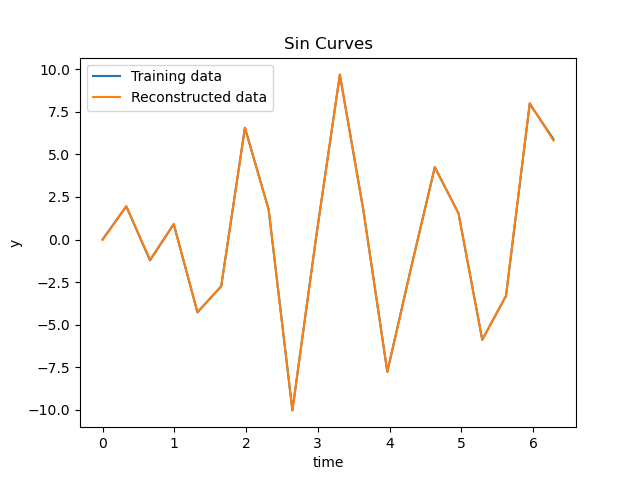 Sin Curves
Training data
Reconstructed data
10.0
7.5
5.0
2.5
0.0
−2.5
−5.0
−7.5
−10.0
y
0 1 2 3 4 5 6
time